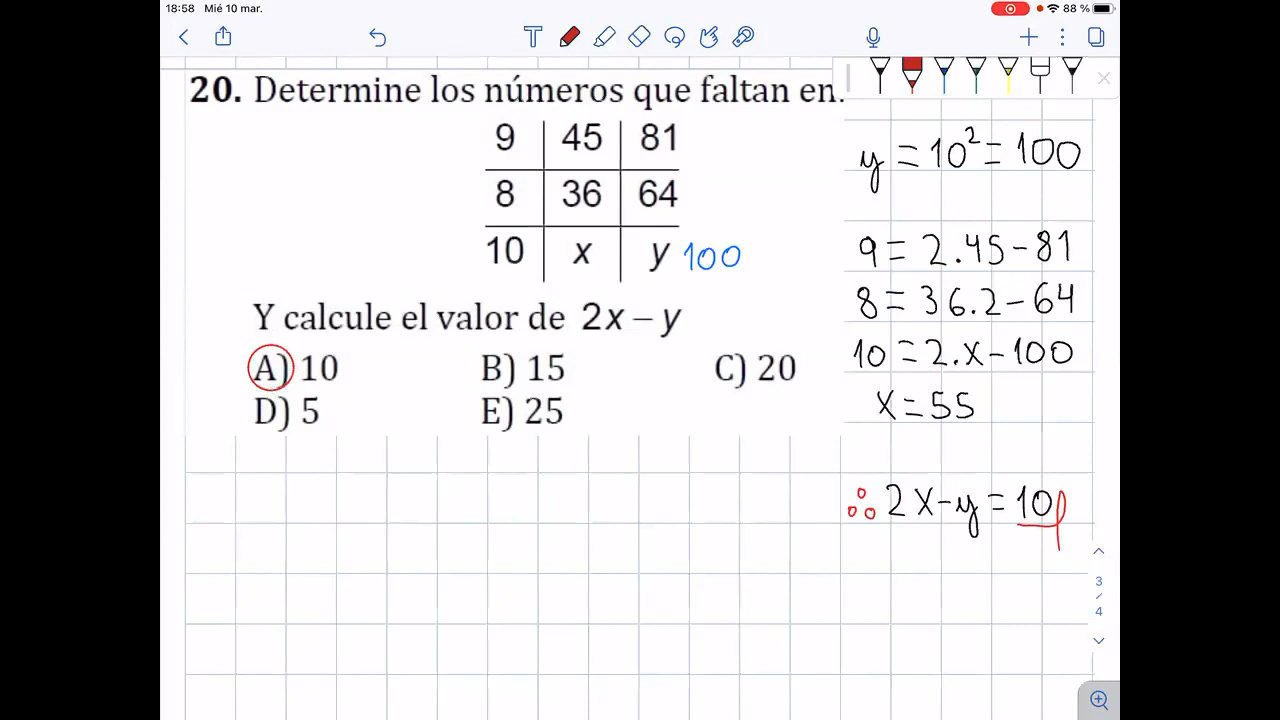 18:58 Mié 10 mar.
88 %
T
20. Determine los números que faltan en:
9 45 81
8 36 64
10 x y 100
Y calcule el valor de 2x – y
A) 10 B) 15 C) 20
D) 5 E) 25
y = 10² = 100
9 = 2.45 – 81
8 = 36.2 – 64
10 = 2.x – 100
x = 55
∴ 2x – y = 10
3
4